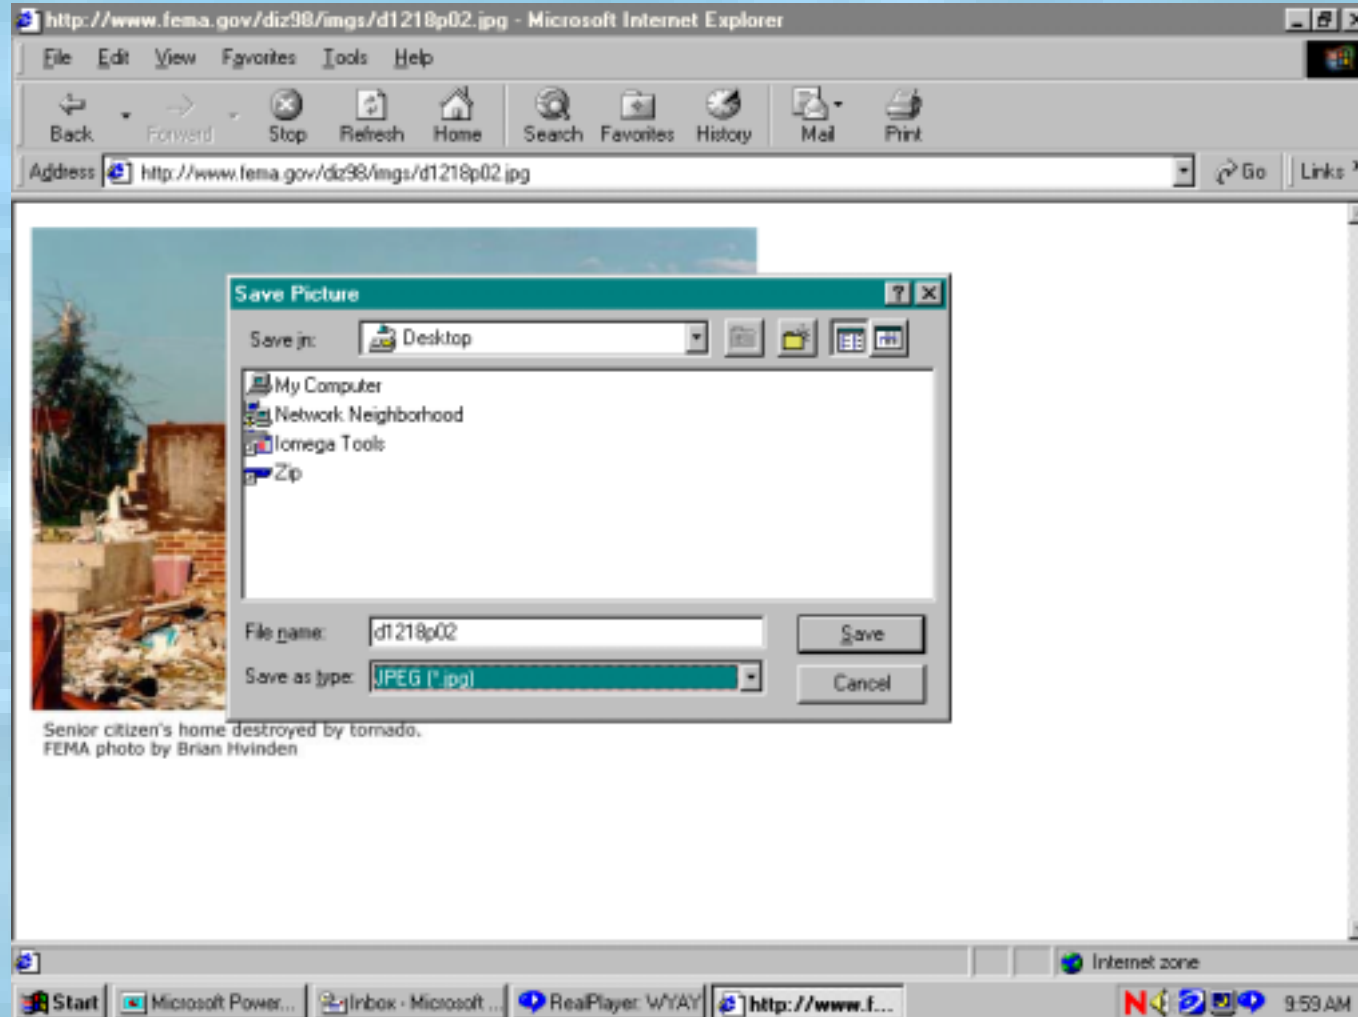 http://www.fema.gov/diz98/imgs/d1218p02.jpg - Microsoft Internet Explorer
File Edit View Favorites Tools Help
Back Forward Stop Refresh Home Search Favorites History Mail Print
Address http://www.fema.gov/diz98/imgs/d1218p02.jpg Go Links
Save Picture
Save in: Desktop
My Computer
Network Neighborhood
Iomega Tools
Zip
File name: d1218p02 Save
Save as type: JPEG (*.jpg) Cancel
Senior citizen's home destroyed by tornado.
FEMA photo by Brian Hvinden
Internet zone
Start Microsoft Power... Inbox - Microsoft ... RealPlayer: WYAY http://www.f... N 9:59 AM